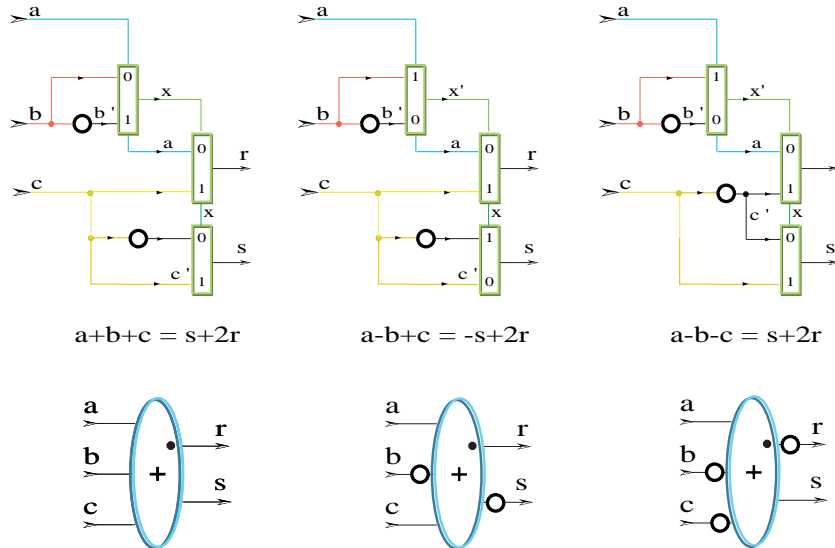 a a a
0 1 1
x x' x'
b b' 1 b b' 0 b b' 0
a 0 a 0 a 0
r r r
c 1 c 1 c 1
c '
x x x
0 1 0
s s s
c ' 1 c ' 0 1
a+b+c = s+2r a-b+c = -s+2r a-b-c = s+2r
a a a
r r r
b + b + b +
s s s
c c c